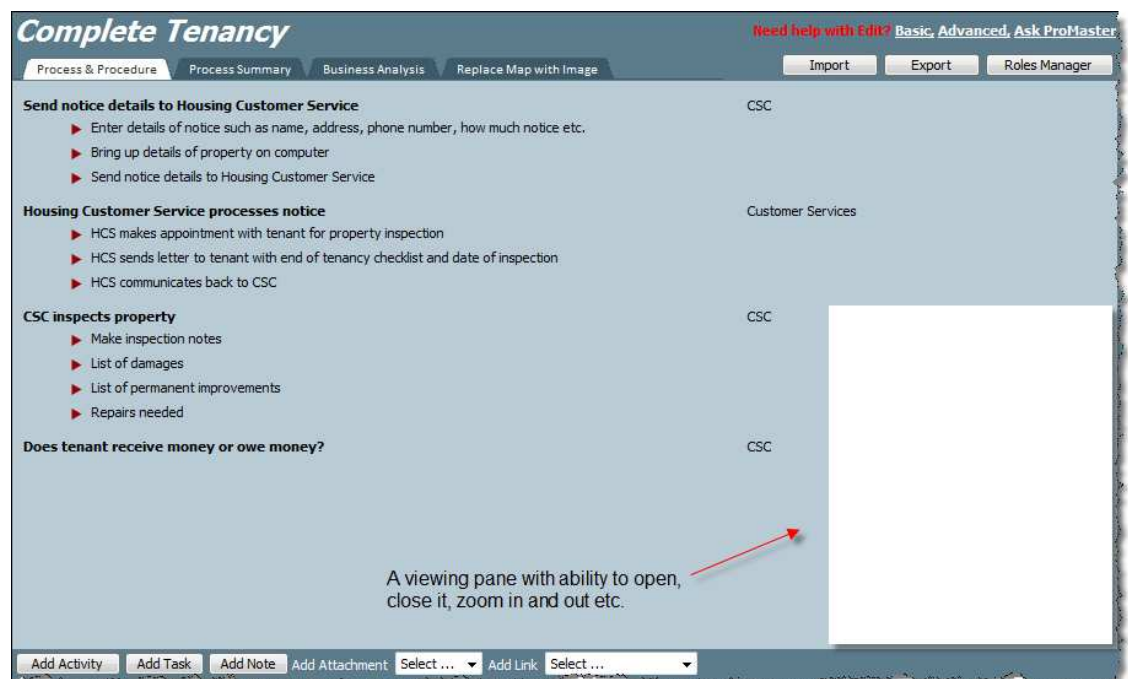 Complete Tenancy
Need help with Edit? Basic, Advanced, Ask ProMaster
Process & Procedure Process Summary Business Analysis Replace Map with Image Import Export Roles Manager
Send notice details to Housing Customer Service CSC
Enter details of notice such as name, address, phone number, how much notice etc.
Bring up details of property on computer
Send notice details to Housing Customer Service
Housing Customer Service processes notice Customer Services
HCS makes appointment with tenant for property inspection
HCS sends letter to tenant with end of tenancy checklist and date of inspection
HCS communicates back to CSC
CSC inspects property CSC
Make inspection notes
List of damages
List of permanent improvements
Repairs needed
Does tenant receive money or owe money? CSC
A viewing pane with ability to open,
close it, zoom in and out etc.
Add Activity Add Task Add Note Add Attachment Select ... Add Link Select ...